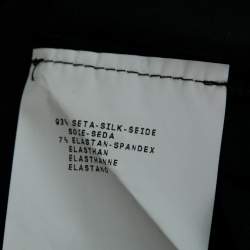 93% SETA-SILK-SEIDE
SOIE-SEDA
7% ELASTAN-SPANDEX
ELASTHAN
ELASTHANNE
ELASTANO